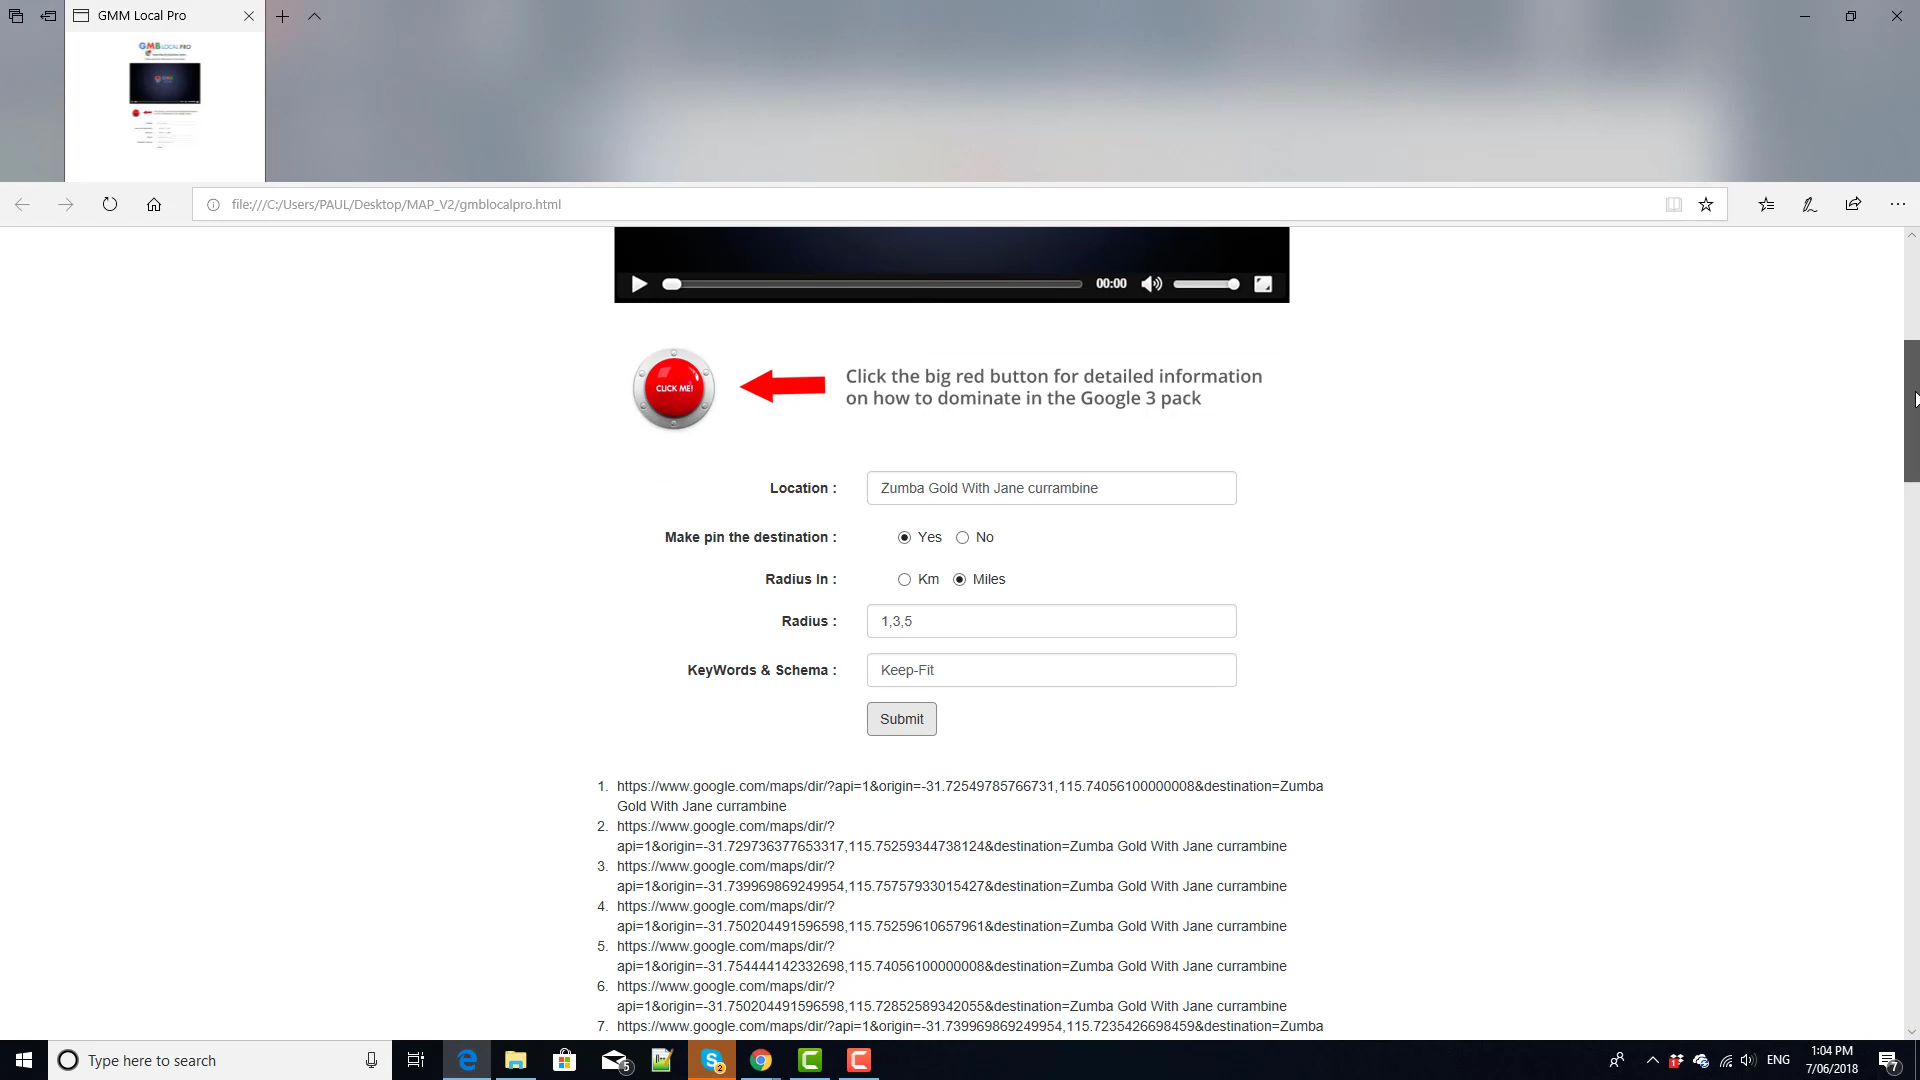 GMM Local Pro
GMB LOCAL PRO
file:///C:/Users/PAUL/Desktop/MAP_V2/gmblocalpro.html
00:00
CLICK ME!
Click the big red button for detailed information
on how to dominate in the Google 3 pack
Location :
Zumba Gold With Jane currambine
Make pin the destination :
Yes
No
Radius In :
Km
Miles
Radius :
1,3,5
KeyWords & Schema :
Keep-Fit
Submit
1. https://www.google.com/maps/dir/?api=1&origin=-31.72549785766731,115.74056100000008&destination=Zumba
Gold With Jane currambine
2. https://www.google.com/maps/dir/?
api=1&origin=-31.729736377653317,115.75259344738124&destination=Zumba Gold With Jane currambine
3. https://www.google.com/maps/dir/?
api=1&origin=-31.739969869249954,115.75757933015427&destination=Zumba Gold With Jane currambine
4. https://www.google.com/maps/dir/?
api=1&origin=-31.750204491596598,115.75259610657961&destination=Zumba Gold With Jane currambine
5. https://www.google.com/maps/dir/?
api=1&origin=-31.754444142332698,115.74056100000008&destination=Zumba Gold With Jane currambine
6. https://www.google.com/maps/dir/?
api=1&origin=-31.750204491596598,115.72852589342055&destination=Zumba Gold With Jane currambine
7. https://www.google.com/maps/dir/?api=1&origin=-31.739969869249954,115.7235426698459&destination=Zumba
Type here to search
5
2
1
ENG
1:04 PM
7/06/2018
7